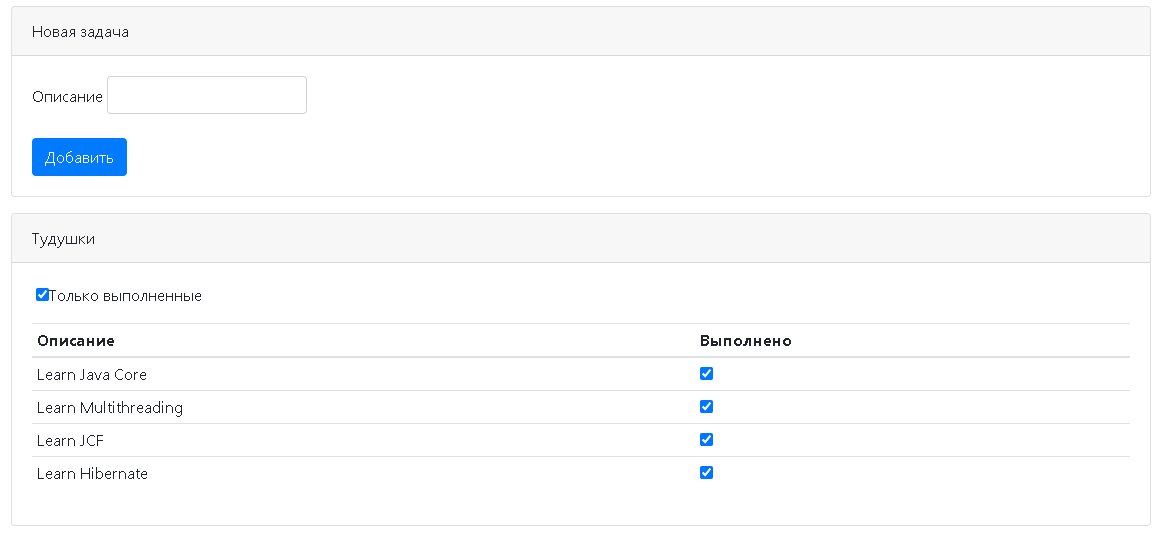 Новая задача
Описание
Добавить
Тудушки
Только выполненные
Описание Выполнено
Learn Java Core
Learn Multithreading
Learn JCF
Learn Hibernate